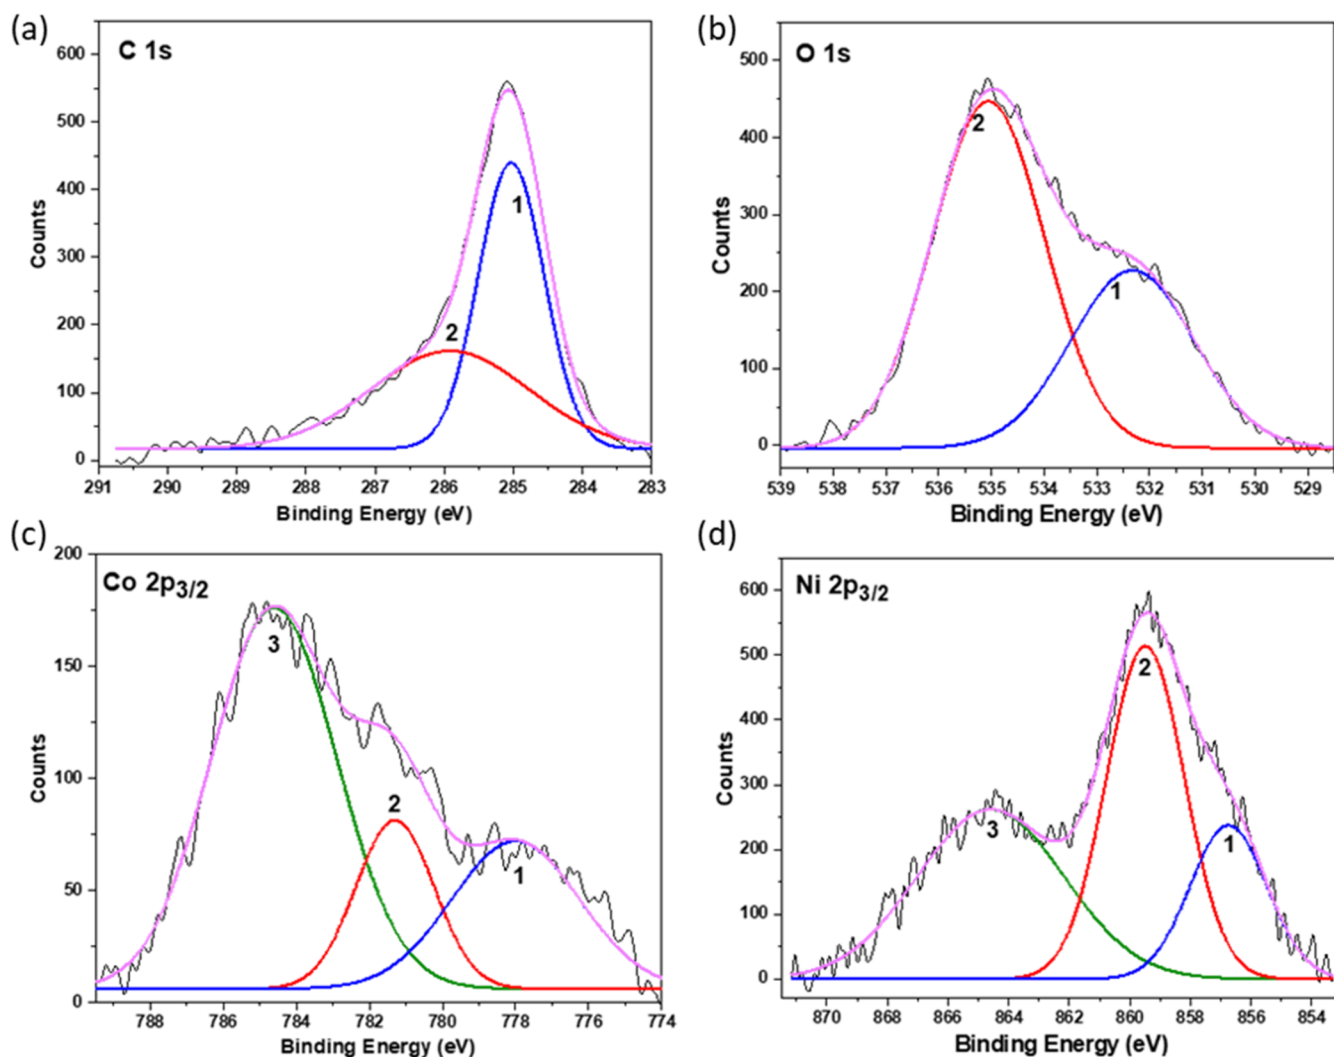 (a)
C 1s
600
500
400
300
200
100
0
Counts
1
2
291 290 289 288 287 286 285 284 283
Binding Energy (eV)
(b)
O 1s
500
400
300
200
100
0
Counts
2
1
539 538 537 536 535 534 533 532 531 530 529
Binding Energy (eV)
(c)
Co 2p3/2
200
150
100
50
0
Counts
3
2
1
788 786 784 782 780 778 776 774
Binding Energy (eV)
(d)
Ni 2p3/2
600
500
400
300
200
100
0
Counts
2
3
1
870 868 866 864 862 860 858 856 854
Binding Energy (eV)